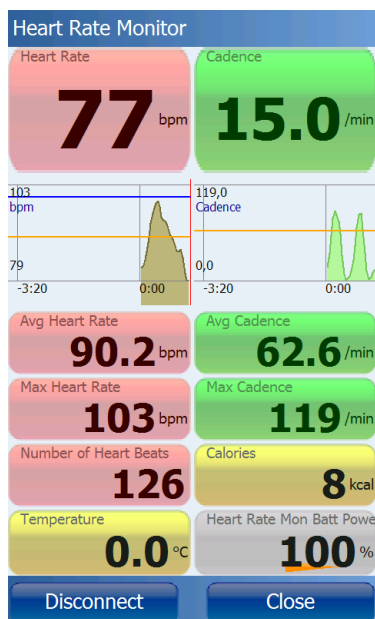 Heart Rate Monitor
Heart Rate
77 bpm
Cadence
15.0 /min
103
bpm
79
-3:20 0:00
119,0
Cadence
0,0
-3:20 0:00
Avg Heart Rate
90.2 bpm
Avg Cadence
62.6 /min
Max Heart Rate
103 bpm
Max Cadence
119 /min
Number of Heart Beats
126
Calories
8 kcal
Temperature
0.0 °C
Heart Rate Mon Batt Powe
100 %
Disconnect
Close